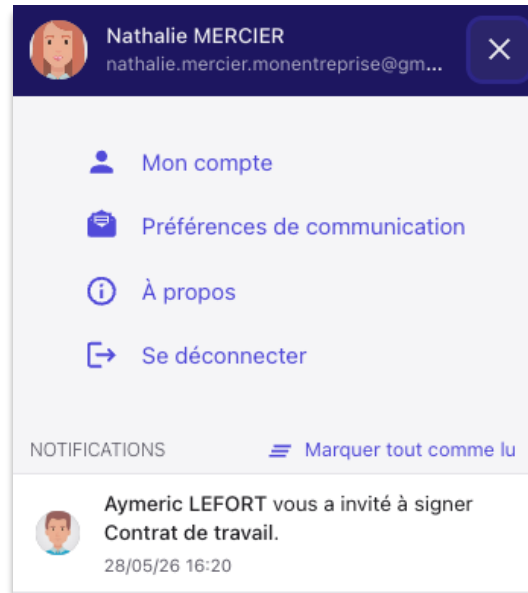 Nathalie MERCIER
nathalie.mercier.monentreprise@gm...
Mon compte
Préférences de communication
À propos
Se déconnecter
NOTIFICATIONS
Marquer tout comme lu
Aymeric LEFORT vous a invité à signer
Contrat de travail.
28/05/26 16:20